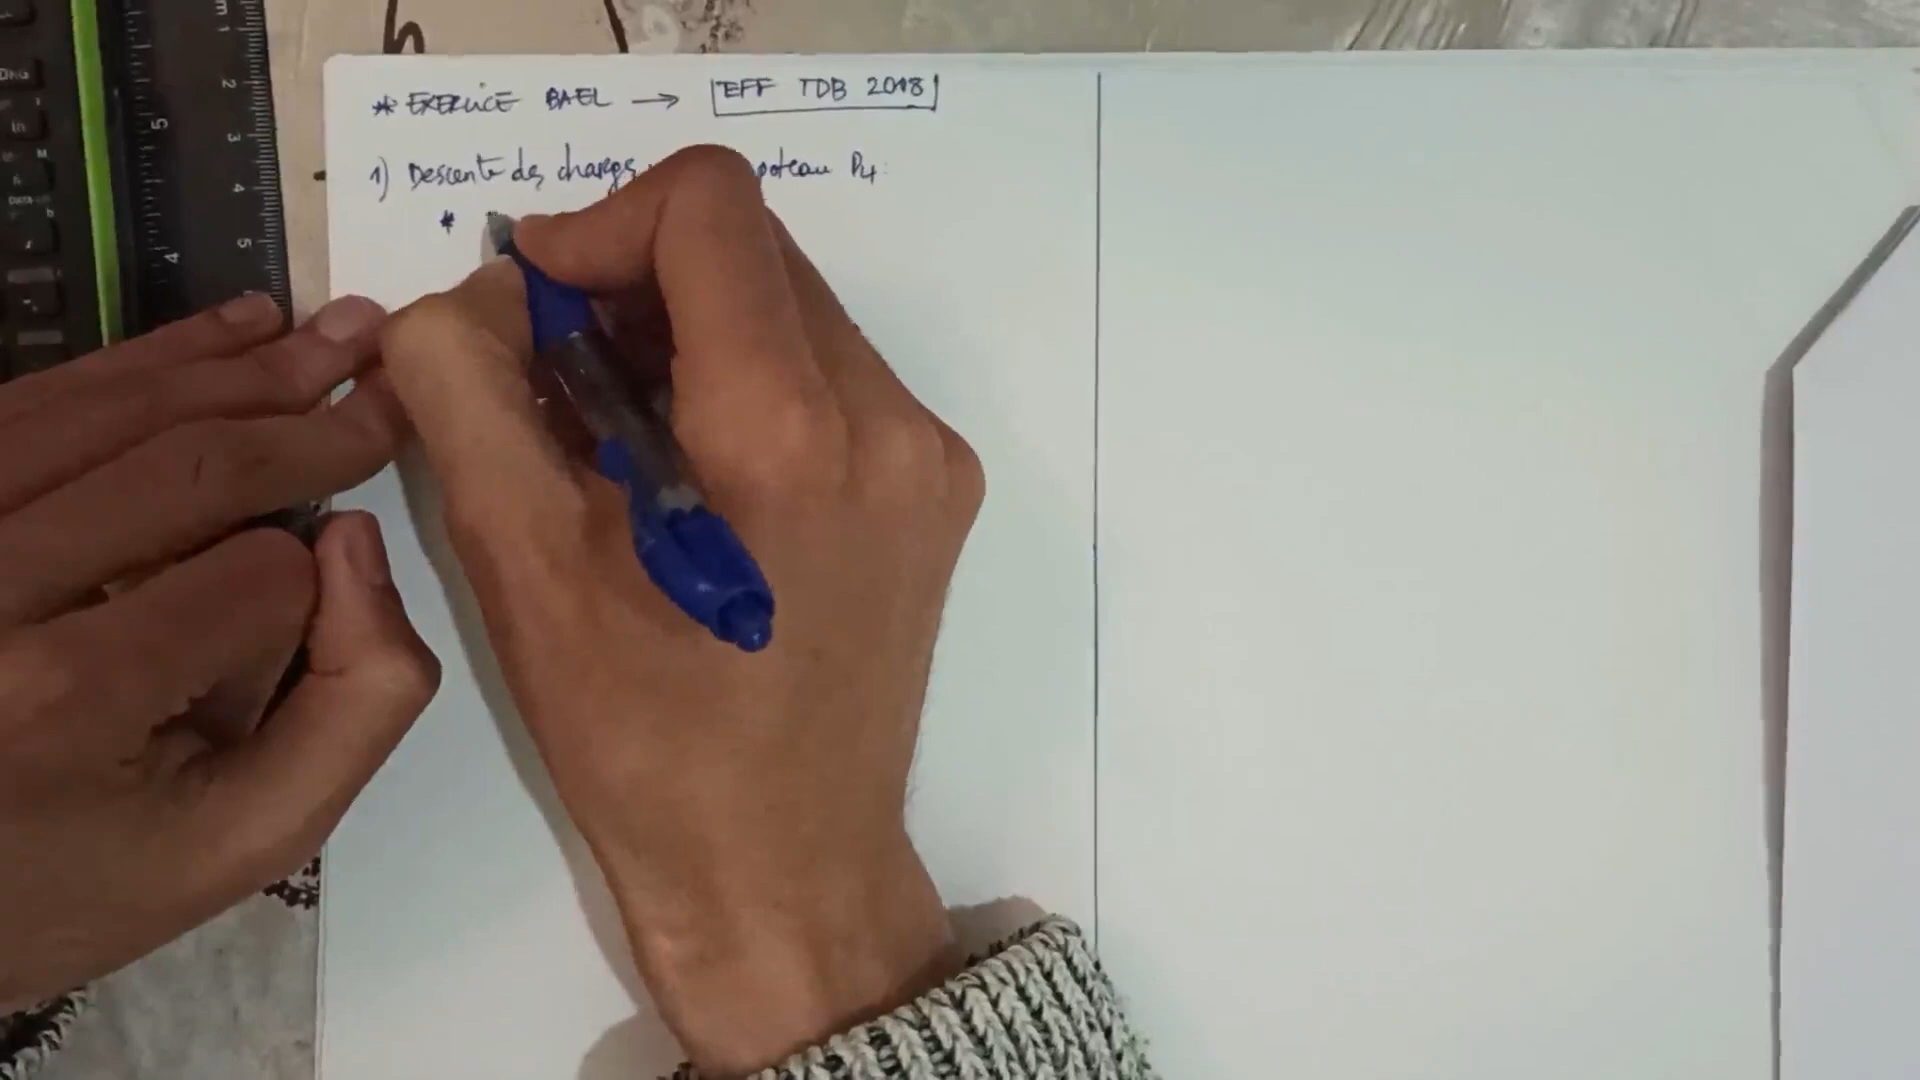 * EXERCICE BAEL → EFF TDB 2018
1) Descente des charges poteau P4:
*